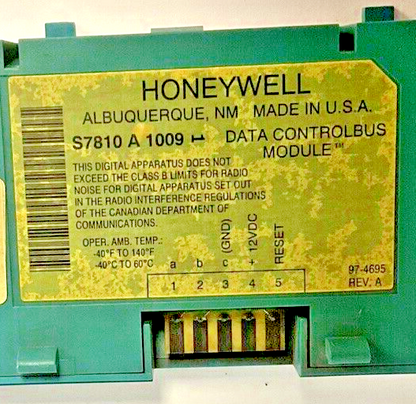 HONEYWELL
ALBUQUERQUE, NM MADE IN U.S.A.
S7810 A 1009 DATA CONTROLBUS
MODULE™
THIS DIGITAL APPARATUS DOES NOT
EXCEED THE CLASS B LIMITS FOR RADIO
NOISE FOR DIGITAL APPARATUS SET OUT
IN THE RADIO INTERFERENCE REGULATIONS
OF THE CANADIAN DEPARTMENT OF
COMMUNICATIONS.
OPER. AMB. TEMP.:
-40°F TO 140°F
-40°C TO 60°C
a b c (GND) + 12VDC RESET
1 2 3 4 5
97-4695
REV. A